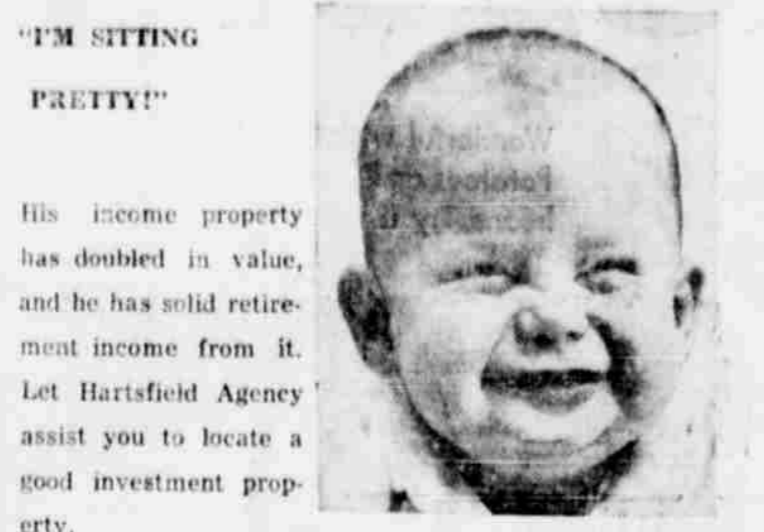 "I'M SITTING
PRETTY!"
His income property
has doubled in value,
and he has solid retire-
ment income from it.
Let Hartsfield Agency
assist you to locate a
good investment prop-
erty.